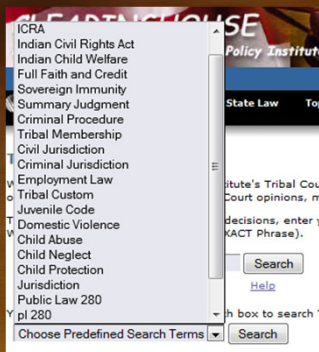 CLEARINGHOUSE
Policy Institute
State Law
ICRA
Indian Civil Rights Act
Indian Child Welfare
Full Faith and Credit
Sovereign Immunity
Summary Judgment
Criminal Procedure
Tribal Membership
Civil Jurisdiction
Criminal Jurisdiction
Employment Law
Tribal Custom
Juvenile Code
Domestic Violence
Child Abuse
Child Neglect
Child Protection
Jurisdiction
Public Law 280
pl 280
itute's Tribal Cou
Court opinions, m
decisions, enter y
XACT Phrase).
Search
Help
h box to search
Choose Predefined Search Terms
Search